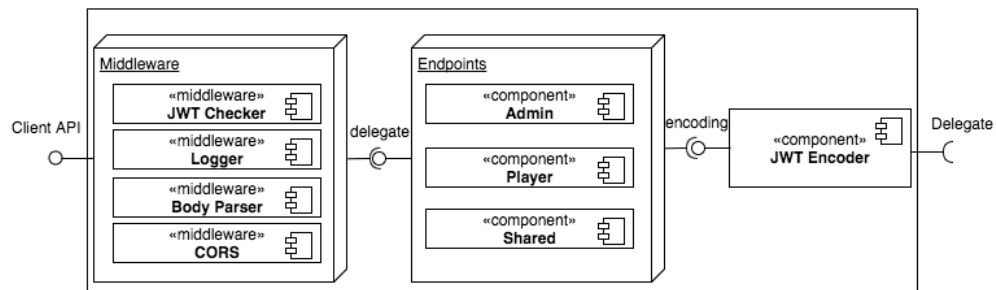 Middleware
«middleware»
JWT Checker
«middleware»
Logger
«middleware»
Body Parser
«middleware»
CORS
Client API
delegate
Endpoints
«component»
Admin
«component»
Player
«component»
Shared
encoding
«component»
JWT Encoder
Delegate